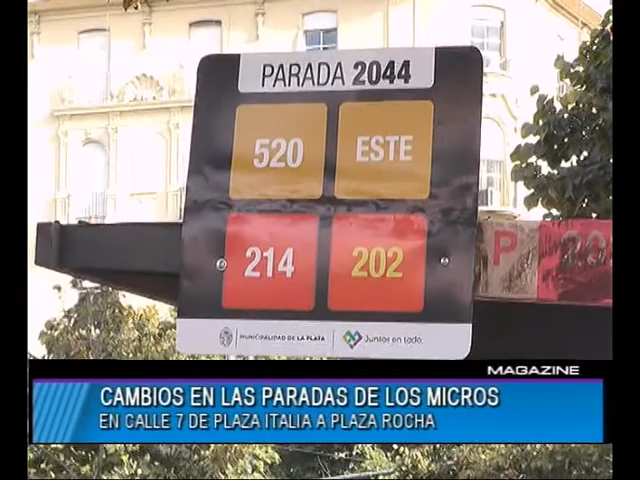 PARADA 2044
520 ESTE
214 202
MUNICIPALIDAD DE LA PLATA Juntos en todo
P
MAGAZINE
CAMBIOS EN LAS PARADAS DE LOS MICROS
EN CALLE 7 DE PLAZA ITALIA A PLAZA ROCHA